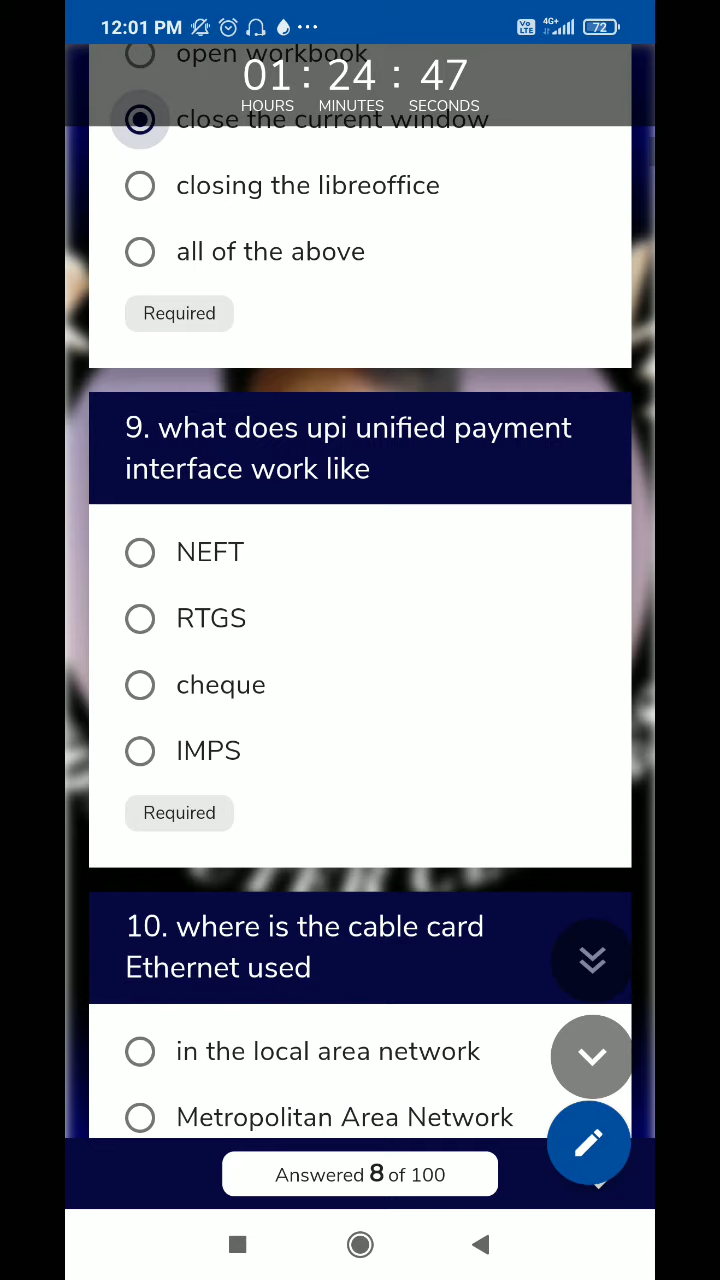 12:01 PM
Vo LTE 4G+ 72
open workbook
01 : 24 : 47
HOURS MINUTES SECONDS
close the current window
closing the libreoffice
all of the above
Required
9. what does upi unified payment
interface work like
NEFT
RTGS
cheque
IMPS
Required
10. where is the cable card
Ethernet used
in the local area network
Metropolitan Area Network
Answered 8 of 100